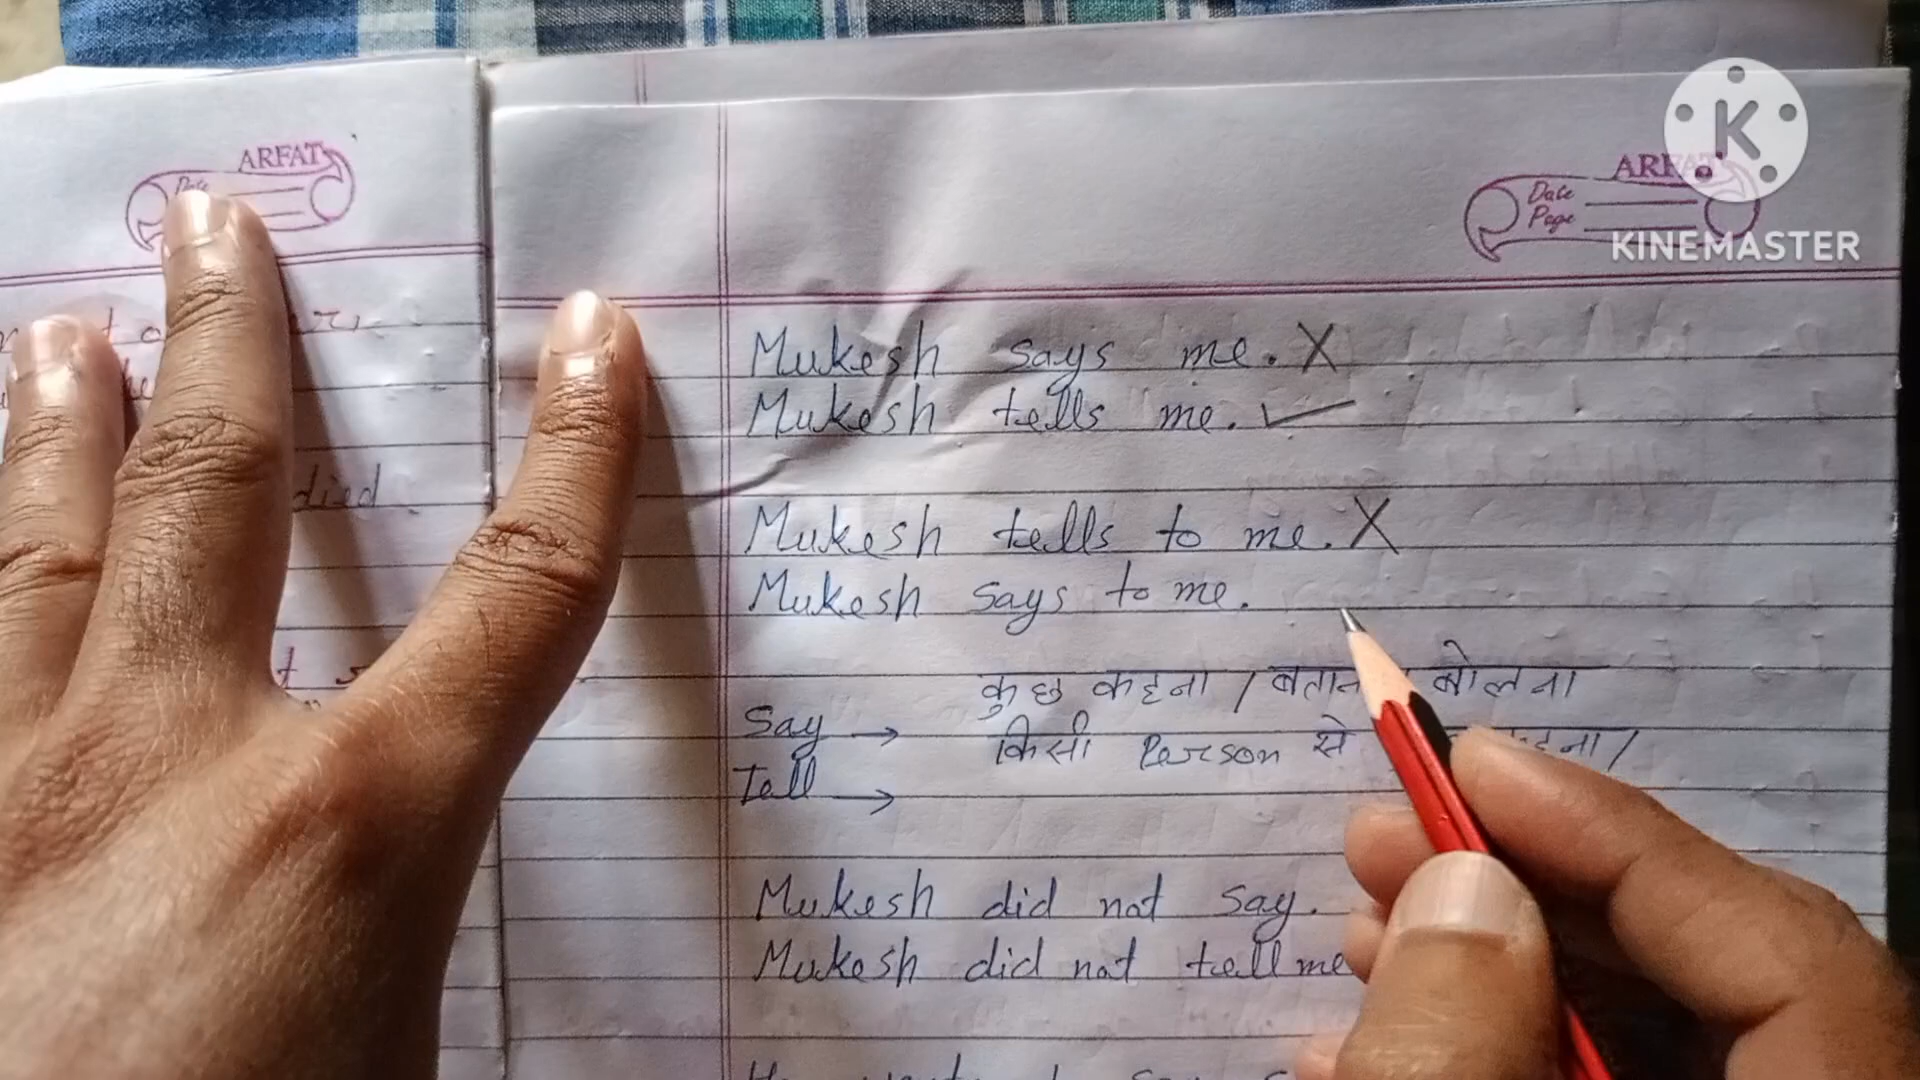 ARFAT
Date
died
ARFAT
Date
Page
KINEMASTER
Mukesh says me. X
Mukesh tells me. ✓
Mukesh tells to me. X
Mukesh says to me.
कुछ कहना / बताना बोलना
Say → किसी Person से
Tell →
Mukesh did not say.
Mukesh did not tell me